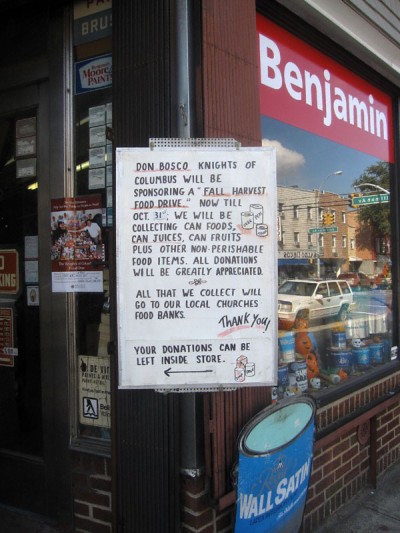 BRUS
Moore
PAINT
Benjamin
DON BOSCO KNIGHTS OF
COLUMBUS WILL BE
SPONSORING A "FALL HARVEST
FOOD DRIVE." NOW TILL
OCT. 31ST; WE WILL BE
COLLECTING CAN FOODS,
CAN JUICES, CAN FRUITS
PLUS OTHER NON-PERISHABLE
FOOD ITEMS. ALL DONATIONS
WILL BE GREATLY APPRECIATED.
ALL THAT WE COLLECT WILL
GO TO OUR LOCAL CHURCHES
FOOD BANKS.
THANK YOU!
YOUR DONATIONS CAN BE
LEFT INSIDE STORE.
WALL SATIN